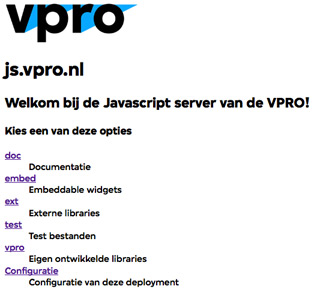 vpro
js.vpro.nl
Welkom bij de Javascript server van de VPRO!
Kies een van deze opties
doc
Documentatie
embed
Embeddable widgets
ext
Externe libraries
test
Test bestanden
vpro
Eigen ontwikkelde libraries
Configuratie
Configuratie van deze deployment